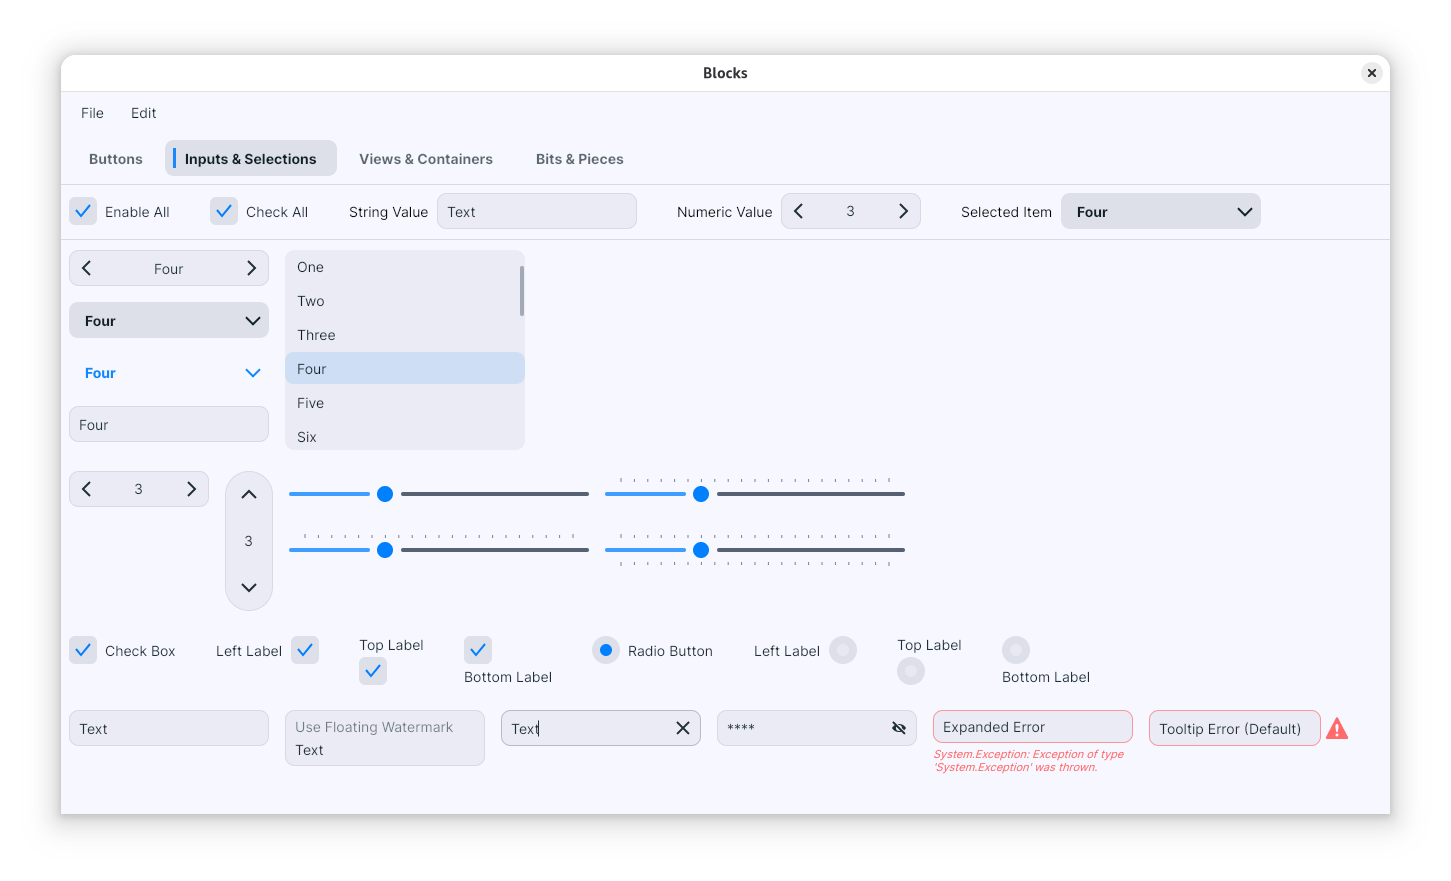 Blocks
File Edit
Buttons Inputs & Selections Views & Containers Bits & Pieces
Enable All Check All String Value Text Numeric Value 3 Selected Item Four
Four
Four
Four
Four
One
Two
Three
Four
Five
Six
3
3
Check Box Left Label Top Label Bottom Label Radio Button Left Label Top Label Bottom Label
Text
Use Floating Watermark
Text
Text
****
Expanded Error
System.Exception: Exception of type
'System.Exception' was thrown.
Tooltip Error (Default)